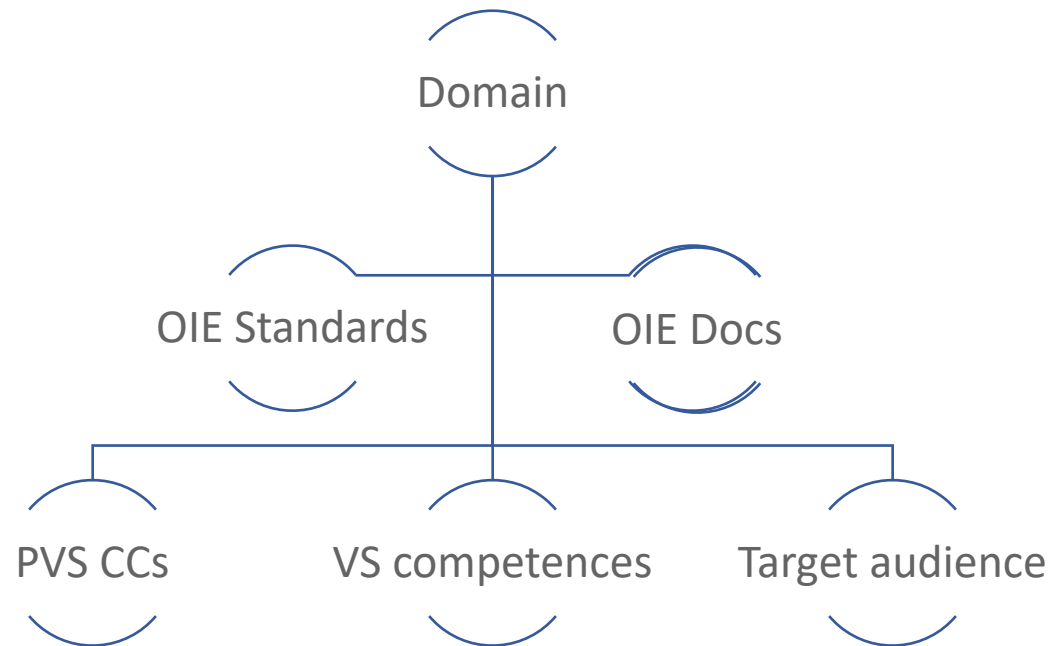 Domain
OIE Standards
OIE Docs
PVS CCs
VS competences
Target audience